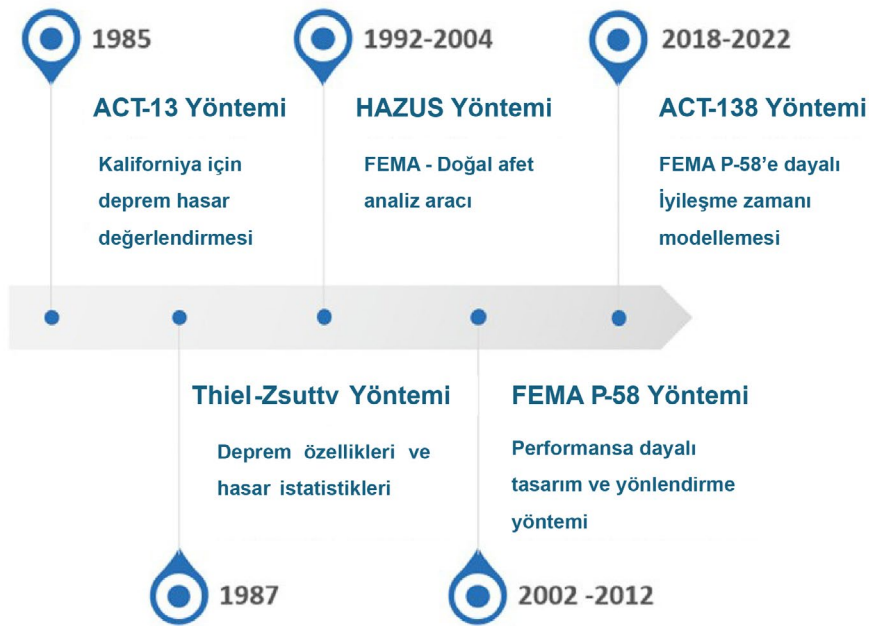 1985
1992-2004
2018-2022
ACT-13 Yöntemi
Kaliforniya için
deprem hasar
değerlendirmesi
HAZUS Yöntemi
FEMA - Doğal afet
analiz aracı
ACT-138 Yöntemi
FEMA P-58’e dayalı
İyileşme zamanı
modellemesi
Thiel-Zsuttv Yöntemi
Deprem özellikleri ve
hasar istatistikleri
FEMA P-58 Yöntemi
Performansa dayalı
tasarım ve yönlendirme
yöntemi
1987
2002 -2012